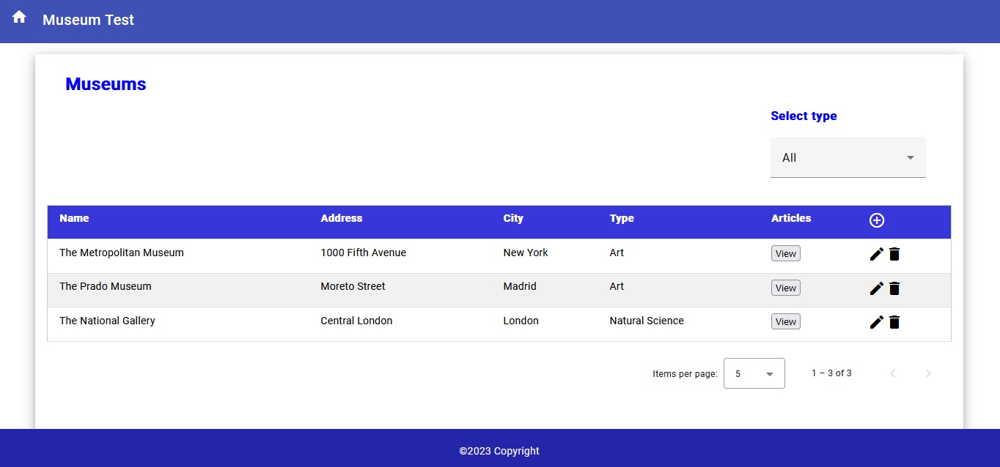 Museum Test
Museums
Select type
All
Name Address City Type Articles
The Metropolitan Museum 1000 Fifth Avenue New York Art View
The Prado Museum Moreto Street Madrid Art View
The National Gallery Central London London Natural Science View
Items per page: 5 1 – 3 of 3
©2023 Copyright